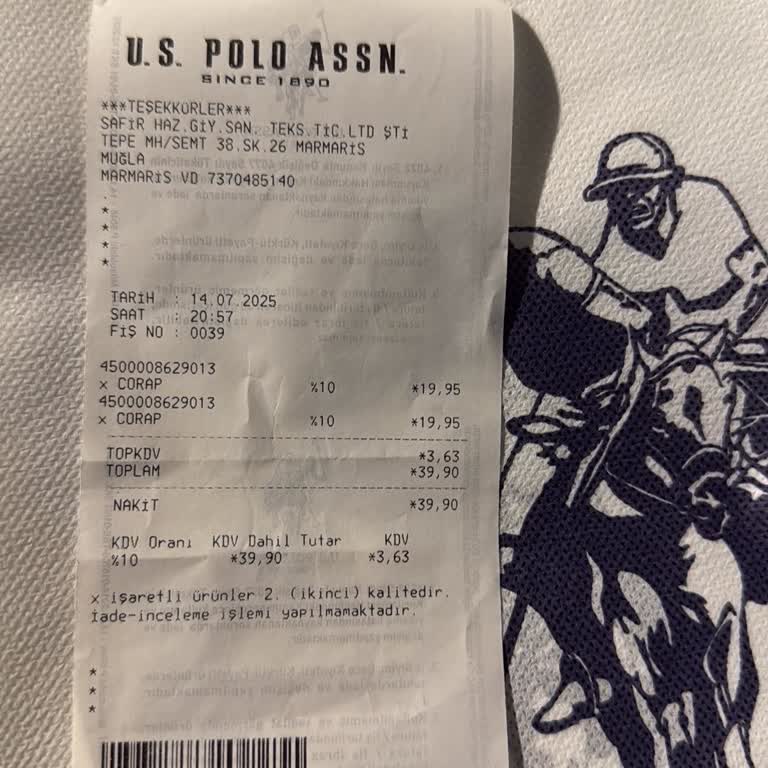 U.S. POLO ASSN.
SINCE 1890
***TEŞEKKÜRLER***
SAFİR HAZ.GİY.SAN. TEKS.TİC.LTD ŞTİ
TEPE MH/SEMT 38.SK.26 MARMARİS
MUĞLA
MARMARİS VD 7370485140
.
*
*
*
*
TARİH : 14.07.2025
SAAT : 20:57
FİŞ NO : 0039
4500008629013
x ÇORAP %10 *19,95
4500008629013
x ÇORAP %10 *19,95
TOPKDV *3,63
TOPLAM *39,90
NAKİT *39,90
KDV Oranı KDV Dahil Tutar KDV
%10 *39,90 *3,63
x işaretli ürünler 2. (ikinci) kalitedir.
İade-inceleme işlemi yapılmamaktadır.
*
*
*